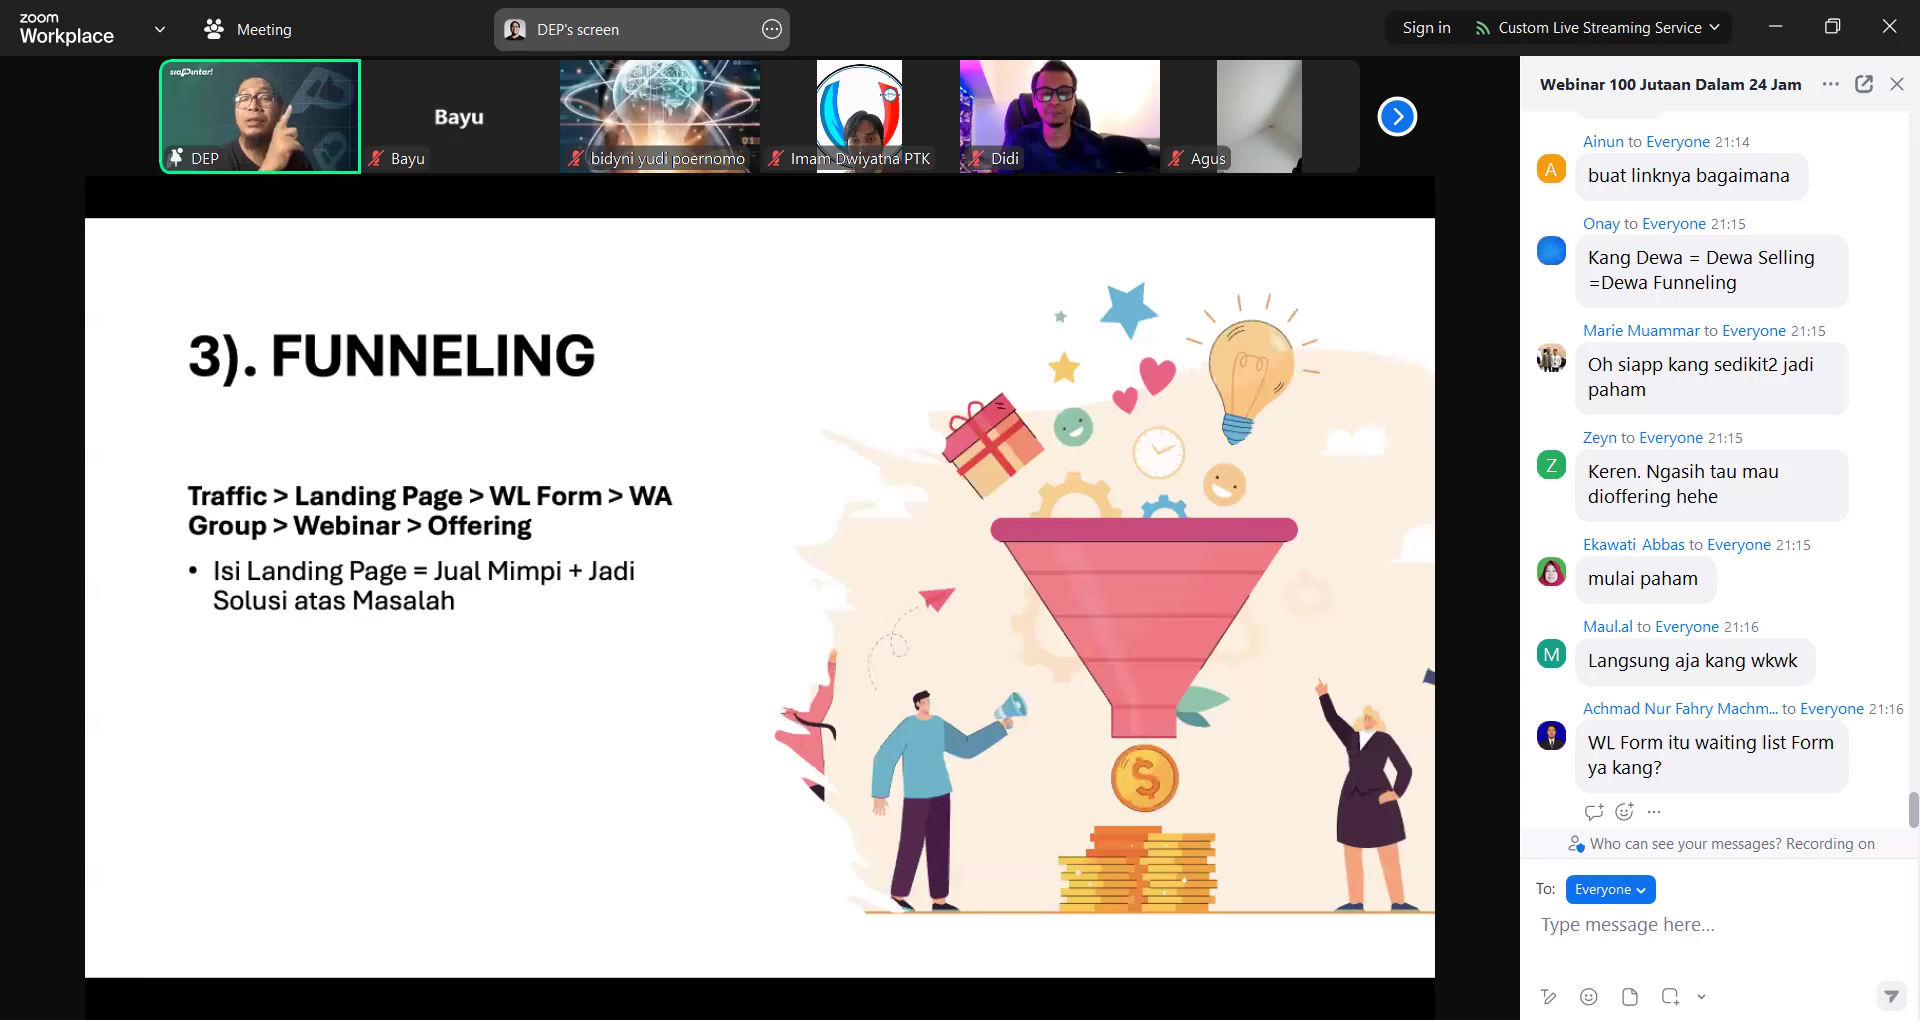 zoom
Workplace
Meeting
DEP's screen
Sign in
Custom Live Streaming Service
siapintar!
DEP
Bayu
Bayu
bidyni yudi poernomo
Imam Dwiyatna PTK
Didi
Agus
3). FUNNELING
Traffic > Landing Page > WL Form > WA
Group > Webinar > Offering
• Isi Landing Page = Jual Mimpi + Jadi
Solusi atas Masalah
$
Webinar 100 Jutaan Dalam 24 Jam
Ainun to Everyone 21:14
A
buat linknya bagaimana
Onay to Everyone 21:15
Kang Dewa = Dewa Selling
=Dewa Funneling
Marie Muammar to Everyone 21:15
Oh siapp kang sedikit2 jadi
paham
Zeyn to Everyone 21:15
Z
Keren. Ngasih tau mau
dioffering hehe
Ekawati Abbas to Everyone 21:15
mulai paham
Maul.al to Everyone 21:16
M
Langsung aja kang wkwk
Achmad Nur Fahry Machm... to Everyone 21:16
WL Form itu waiting list Form
ya kang?
Who can see your messages? Recording on
To: Everyone
Type message here...